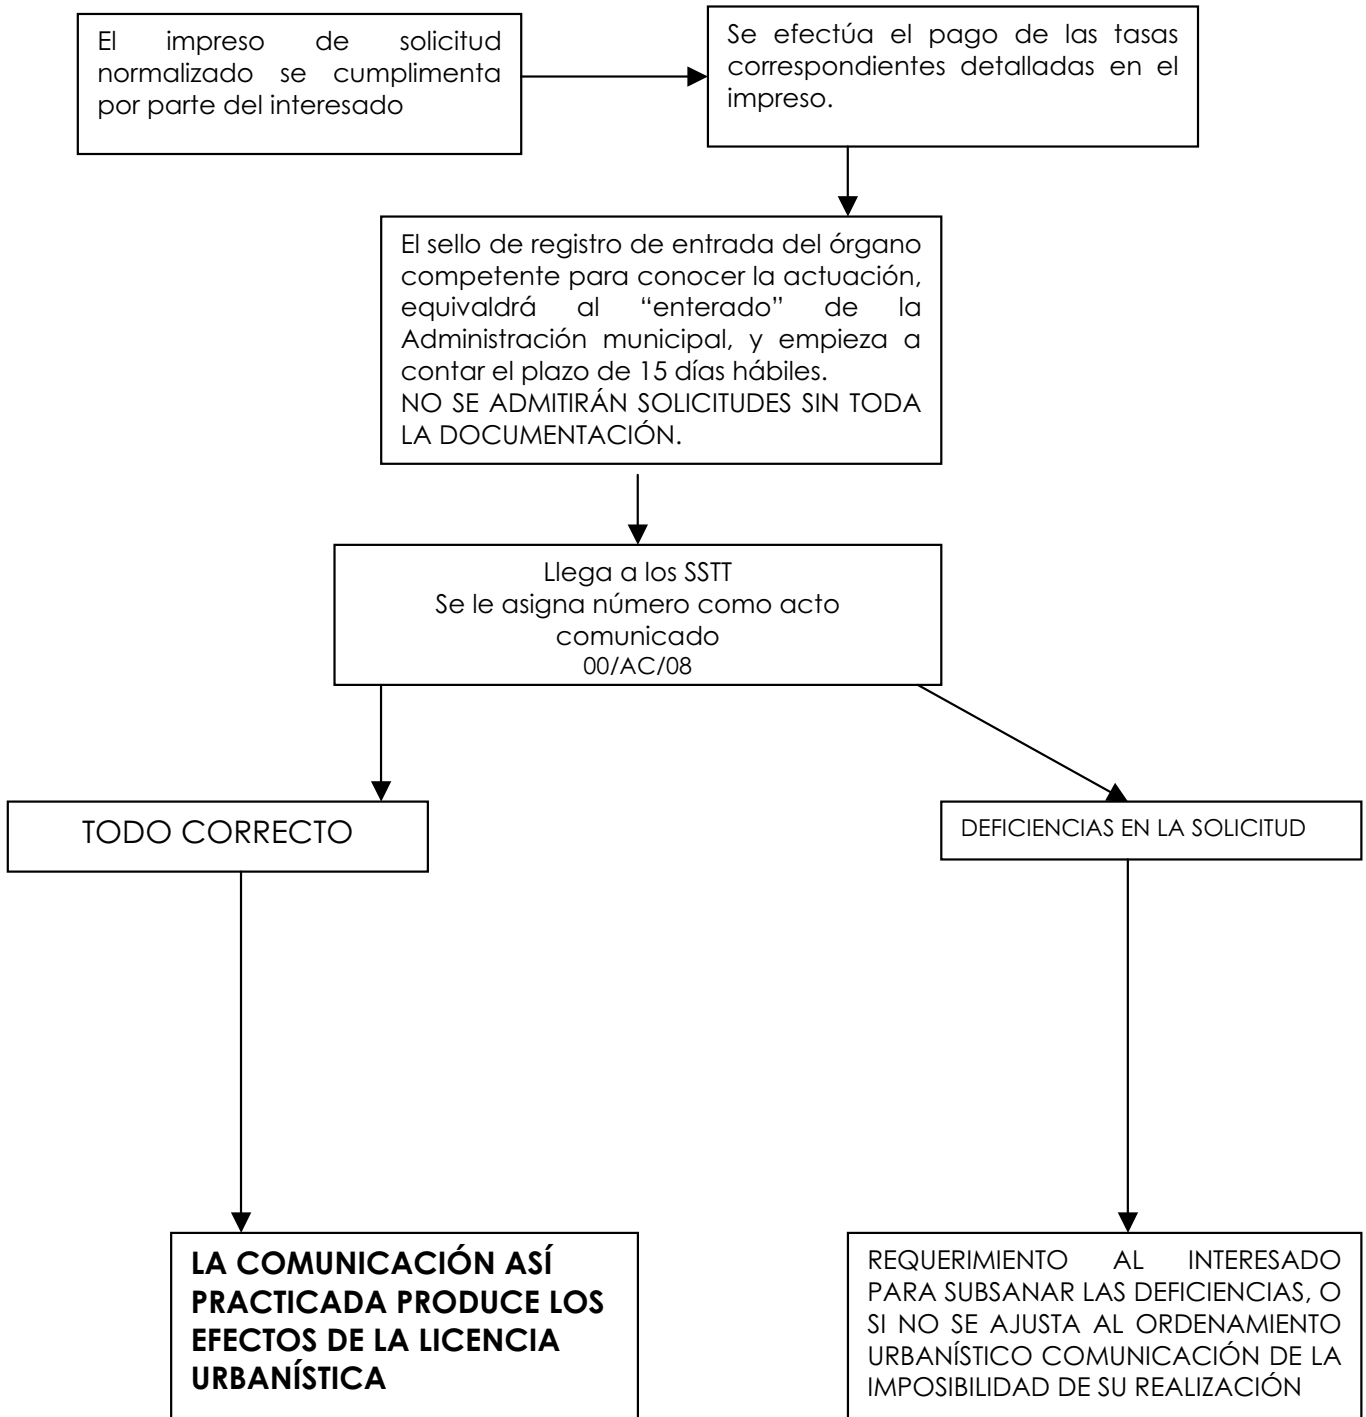 El impreso de solicitud
normalizado se cumplimenta
por parte del interesado
Se efectúa el pago de las tasas
correspondientes detalladas en el
impreso.
El sello de registro de entrada del órgano
competente para conocer la actuación,
equivaldrá al “enterado” de la
Administración municipal, y empieza a
contar el plazo de 15 días hábiles.
NO SE ADMITIRÁN SOLICITUDES SIN TODA
LA DOCUMENTACIÓN.
Llega a los SSTT
Se le asigna número como acto
comunicado
00/AC/08
TODO CORRECTO
DEFICIENCIAS EN LA SOLICITUD
LA COMUNICACIÓN ASÍ
PRACTICADA PRODUCE LOS
EFECTOS DE LA LICENCIA
URBANÍSTICA
REQUERIMIENTO AL INTERESADO
PARA SUBSANAR LAS DEFICIENCIAS, O
SI NO SE AJUSTA AL ORDENAMIENTO
URBANÍSTICO COMUNICACIÓN DE LA
IMPOSIBILIDAD DE SU REALIZACIÓN